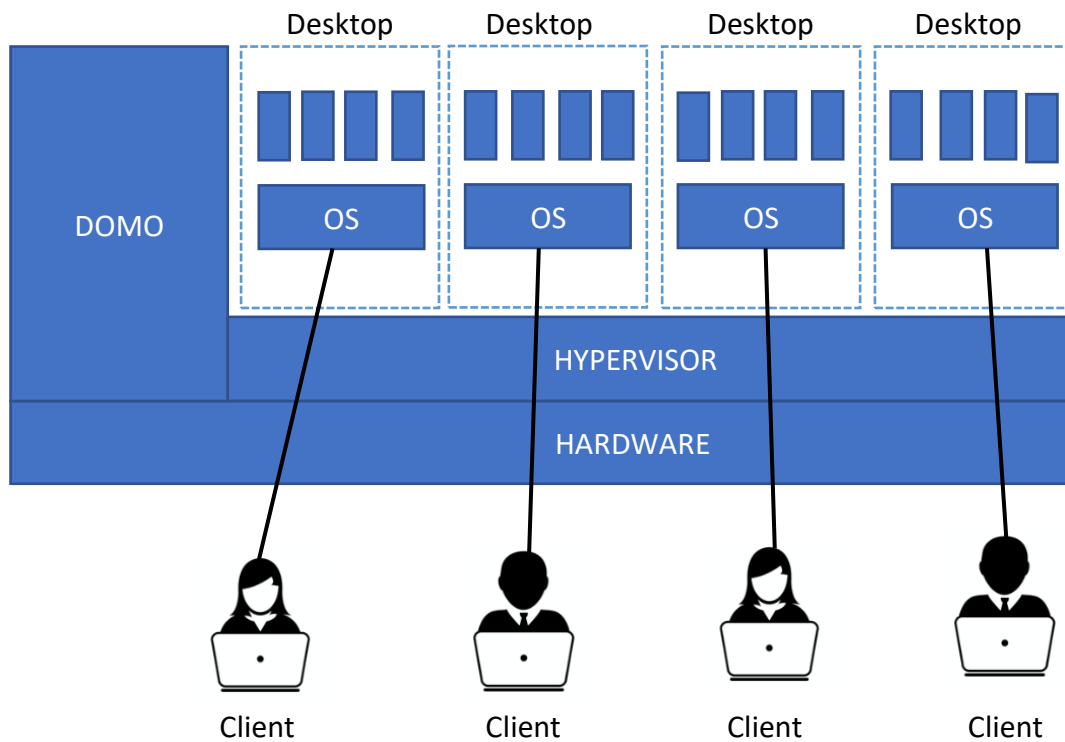 Desktop
Desktop
Desktop
Desktop
DOMO
OS
OS
OS
OS
HYPERVISOR
HARDWARE
Client
Client
Client
Client